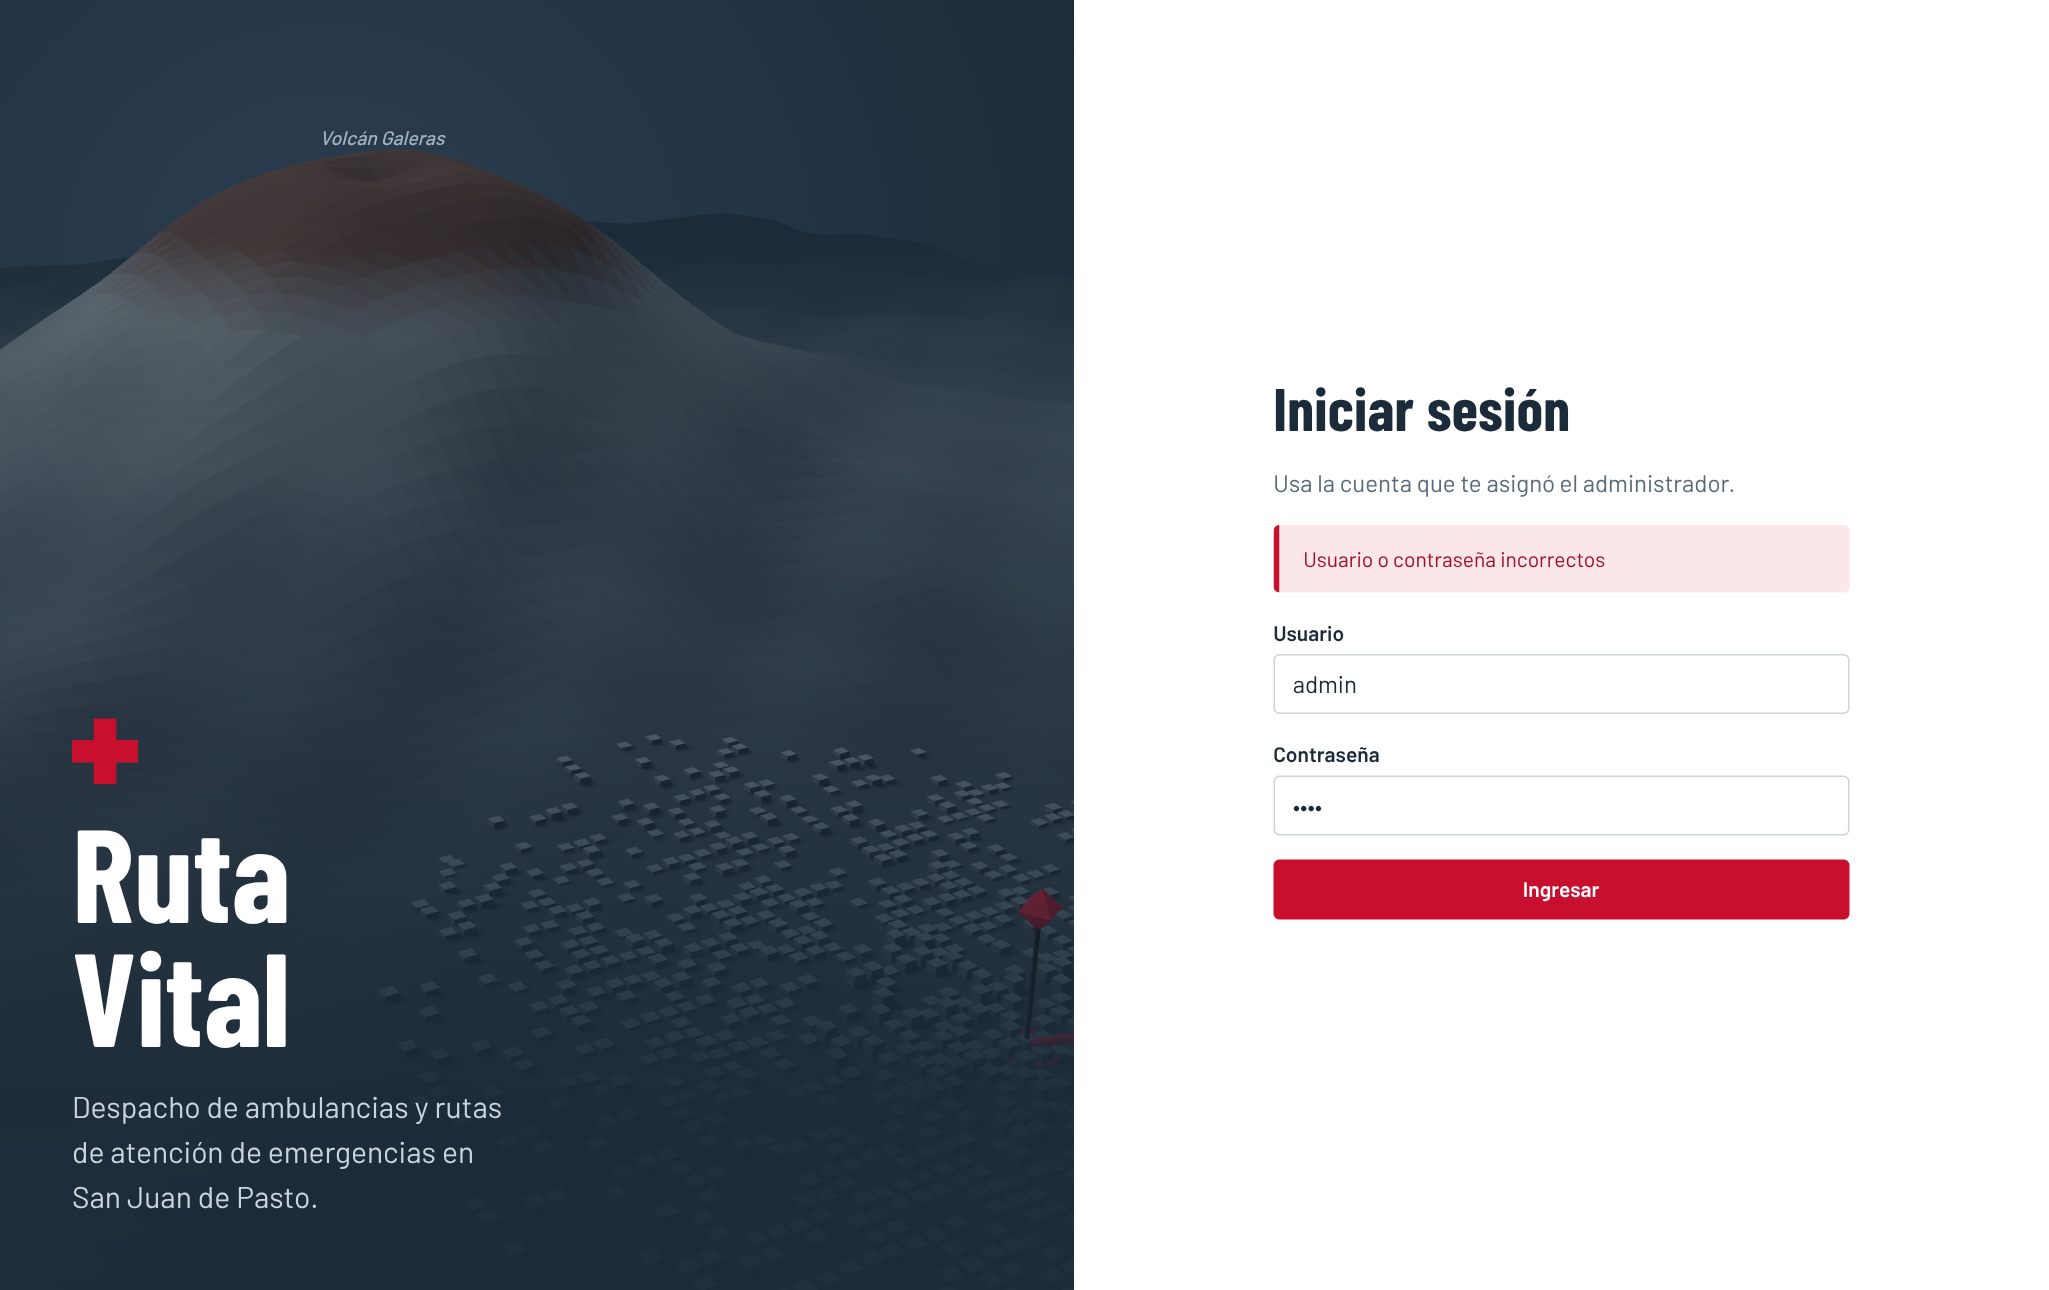 Volcán Galeras
Ruta
Vital
Despacho de ambulancias y rutas
de atención de emergencias en
San Juan de Pasto.
Iniciar sesión
Usa la cuenta que te asignó el administrador.
Usuario o contraseña incorrectos
Usuario
admin
Contraseña
••••
Ingresar